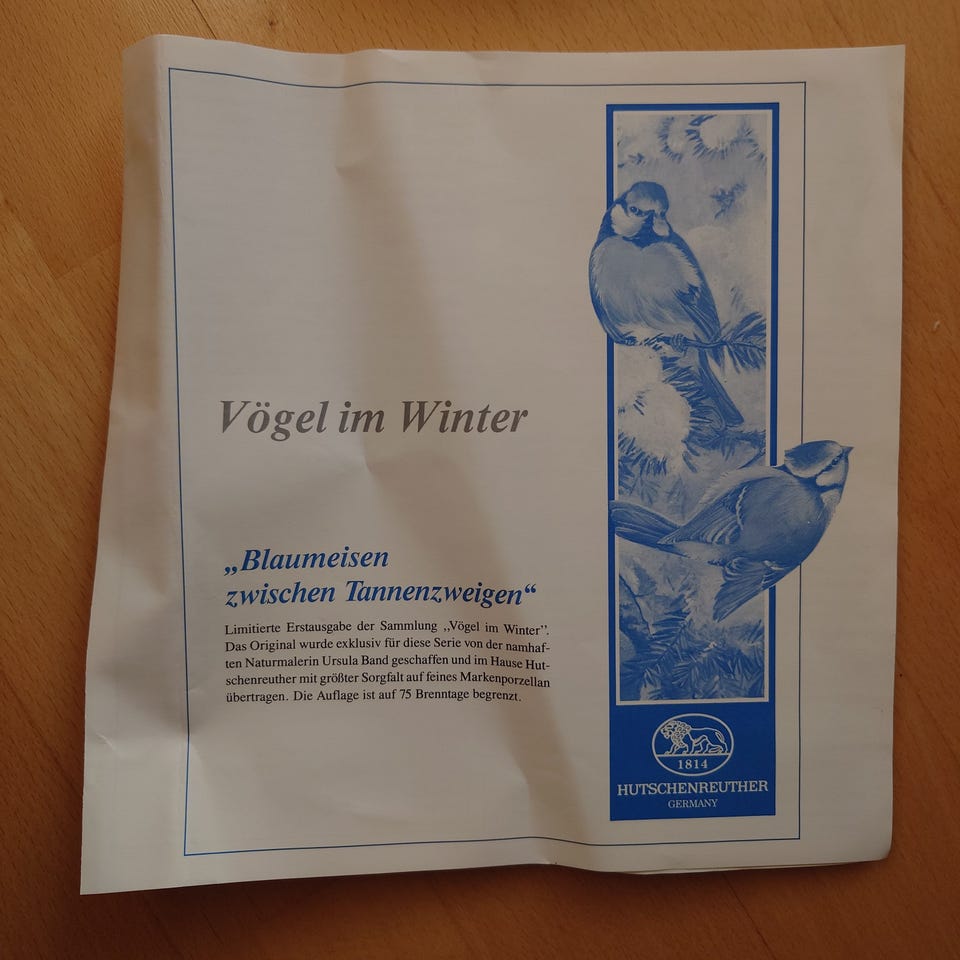 Vögel im Winter
„Blaumeisen
zwischen Tannenzweigen“
Limitierte Erstausgabe der Sammlung ,,Vögel im Winter’’.
Das Original wurde exklusiv für diese Serie von der namhaf-
ten Naturmalerin Ursula Band geschaffen und im Hause Hut-
schenreuther mit größter Sorgfalt auf feines Markenporzellan
übertragen. Die Auflage ist auf 75 Brenntage begrenzt.
1814
HUTSCHENREUTHER
GERMANY